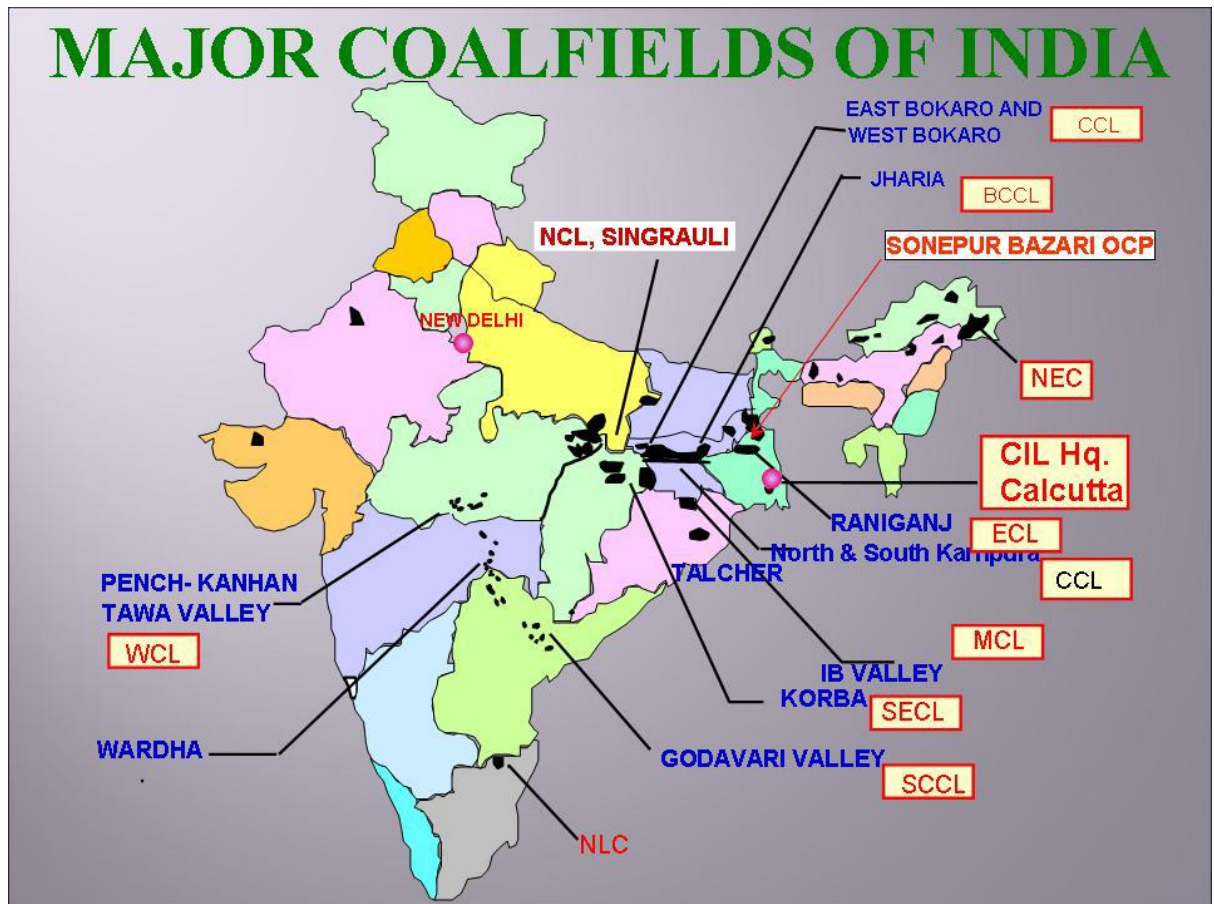 MAJOR COALFIELDS OF INDIA
EAST BOKARO AND
WEST BOKARO
CCL
JHARIA
BCCL
NCL, SINGRAULI
SONEPUR BAZARI OCP
NEW DELHI
NEC
CIL Hq.
Calcutta
RANIGANJ
ECL
North & South Karnpura
CCL
TALCHER
PENCH- KANHAN
TAWA VALLEY
WCL
MCL
IB VALLEY
KORBA
SECL
WARDHA
GODAVARI VALLEY
SCCL
NLC